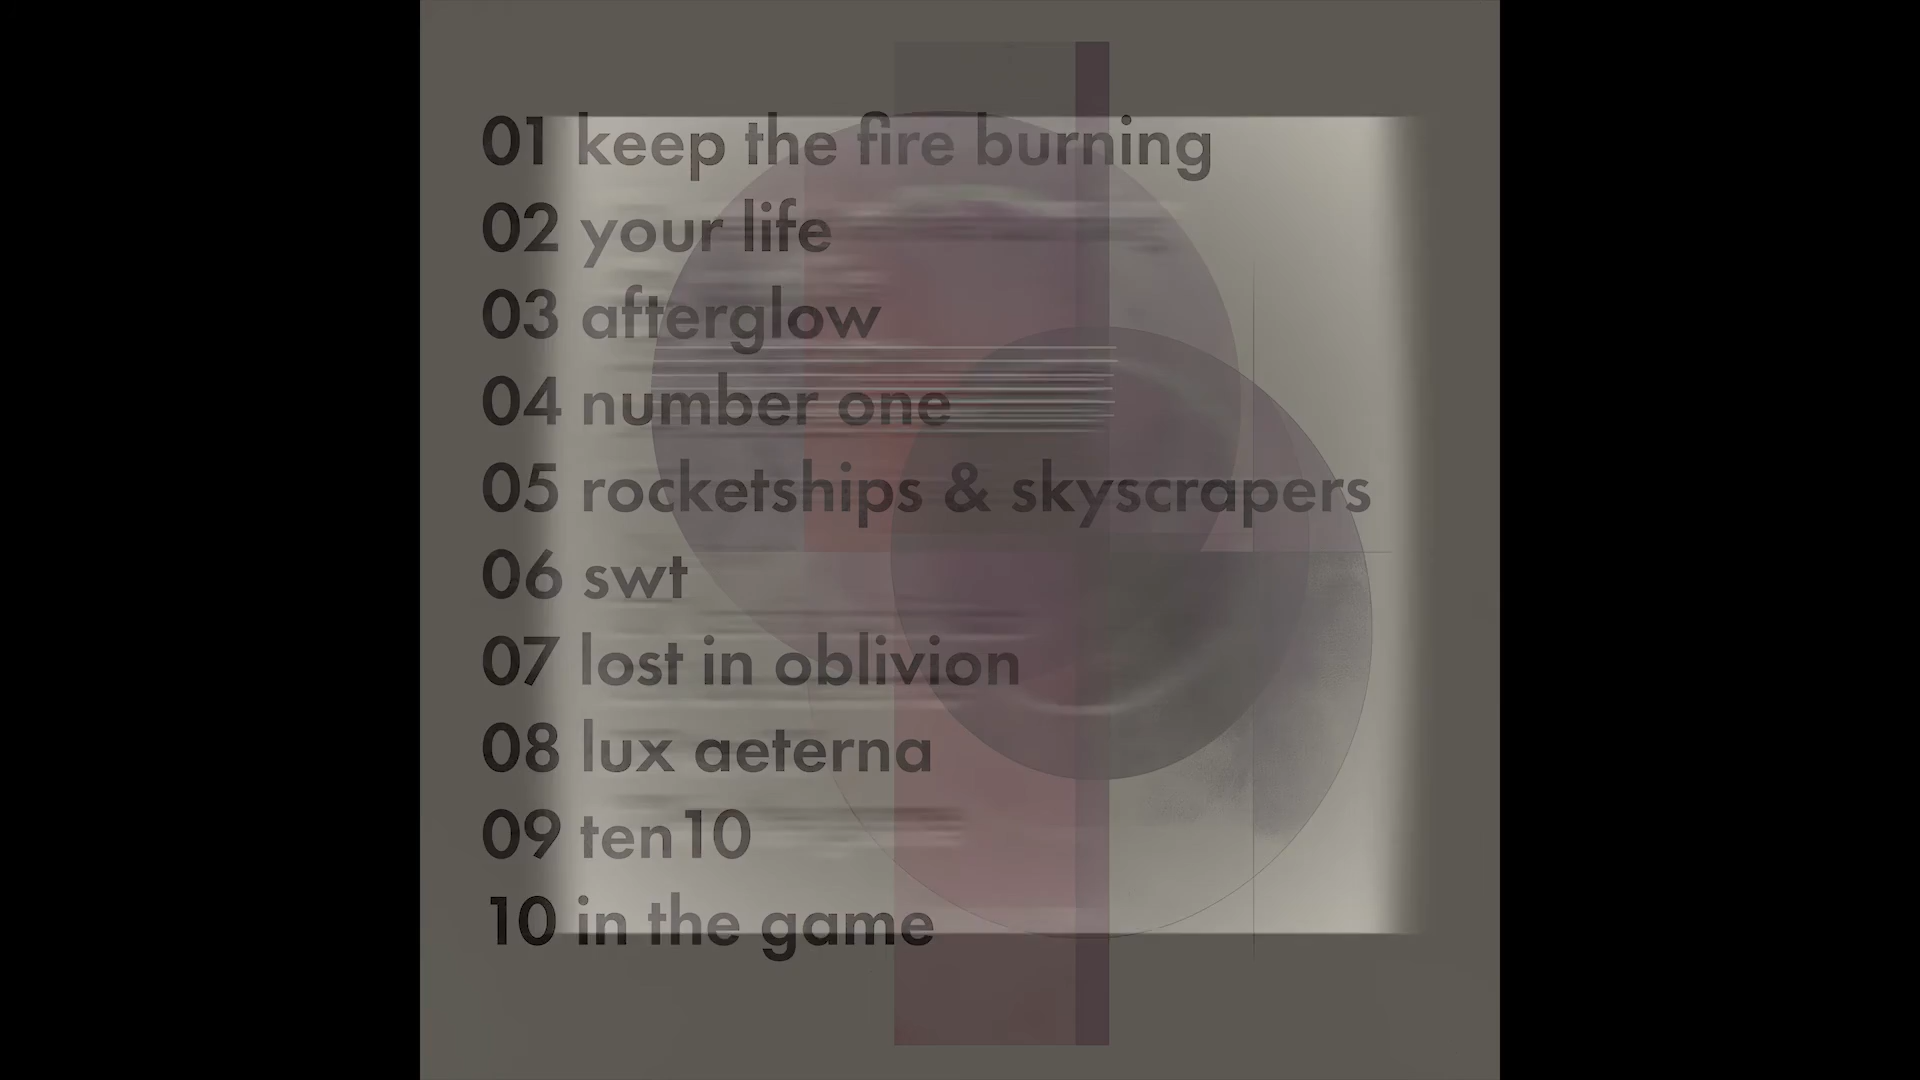 01 keep the fire burning
02 your life
03 afterglow
04 number one
05 rocketships & skyscrapers
06 swt
07 lost in oblivion
08 lux aeterna
09 ten10
10 in the game